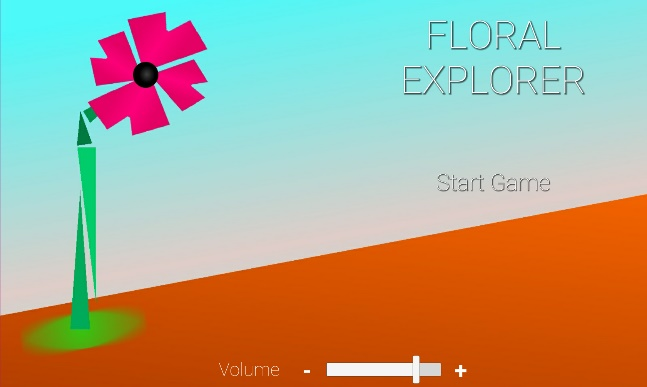 FLORAL
EXPLORER
Start Game
Volume - +